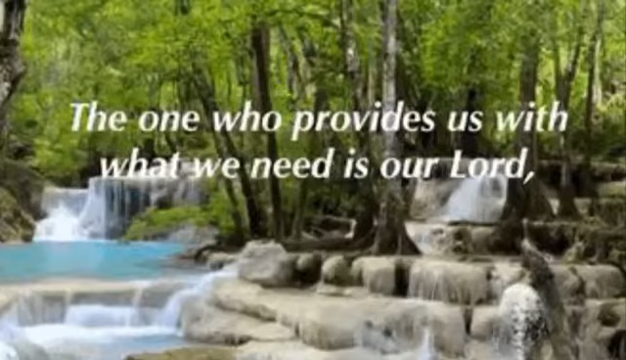 The one who provides us with
what we need is our Lord,